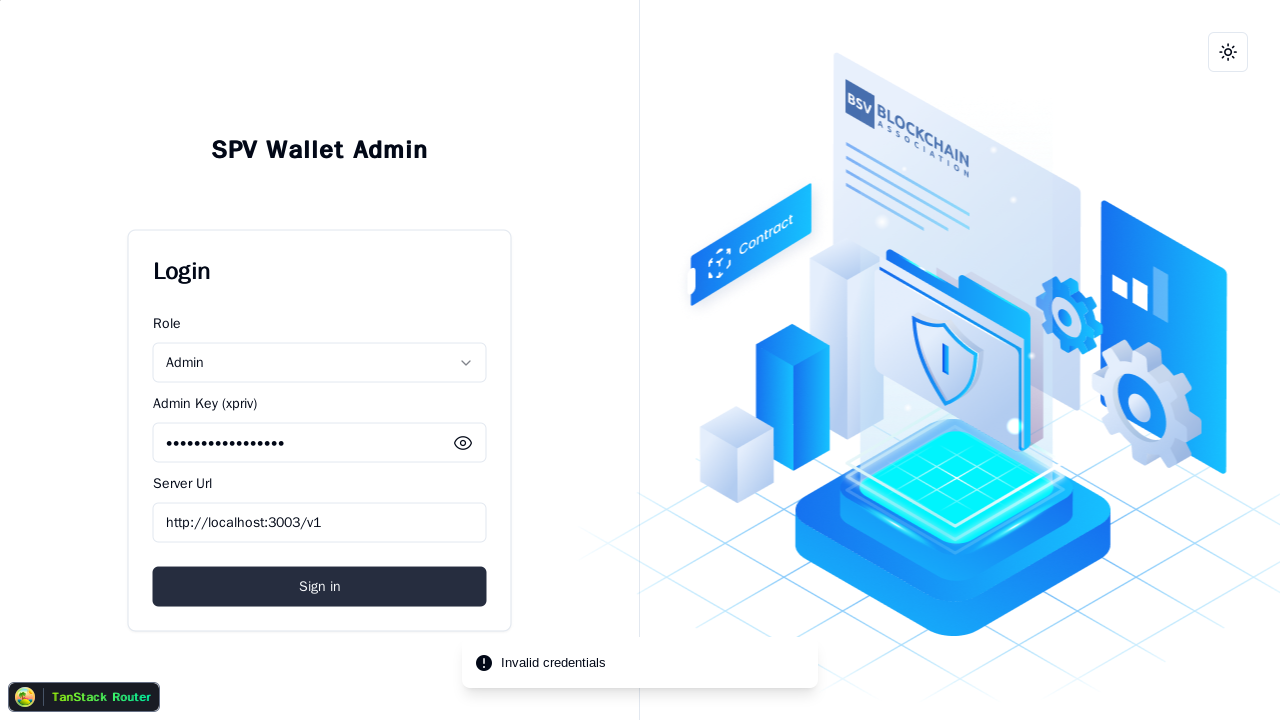 SPV Wallet Admin
Login
Role
Admin
Admin Key (xpriv)
•••••••••••••••••
Server Url
http://localhost:3003/v1
Sign in
BSV BLOCKCHAIN
ASSOCIATION
Contract
Invalid credentials
TanStack Router